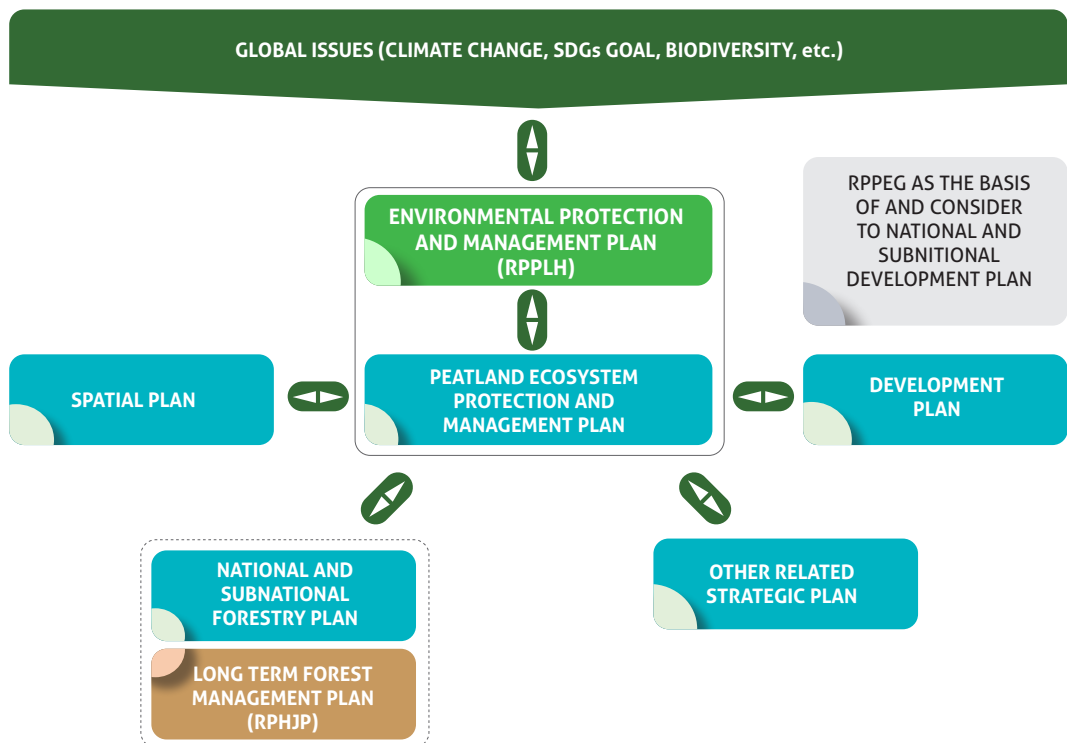 GLOBAL ISSUES (CLIMATE CHANGE, SDGs GOAL, BIODIVERSITY, etc.)
RPPEG AS THE BASIS
OF AND CONSIDER
TO NATIONAL AND
SUBNITIONAL
DEVELOPMENT PLAN
ENVIRONMENTAL PROTECTION
AND MANAGEMENT PLAN
(RPPLH)
SPATIAL PLAN
PEATLAND ECOSYSTEM
PROTECTION AND
MANAGEMENT PLAN
DEVELOPMENT
PLAN
NATIONAL AND
SUBNATIONAL
FORESTRY PLAN
OTHER RELATED
STRATEGIC PLAN
LONG TERM FOREST
MANAGEMENT PLAN
(RPHJP)